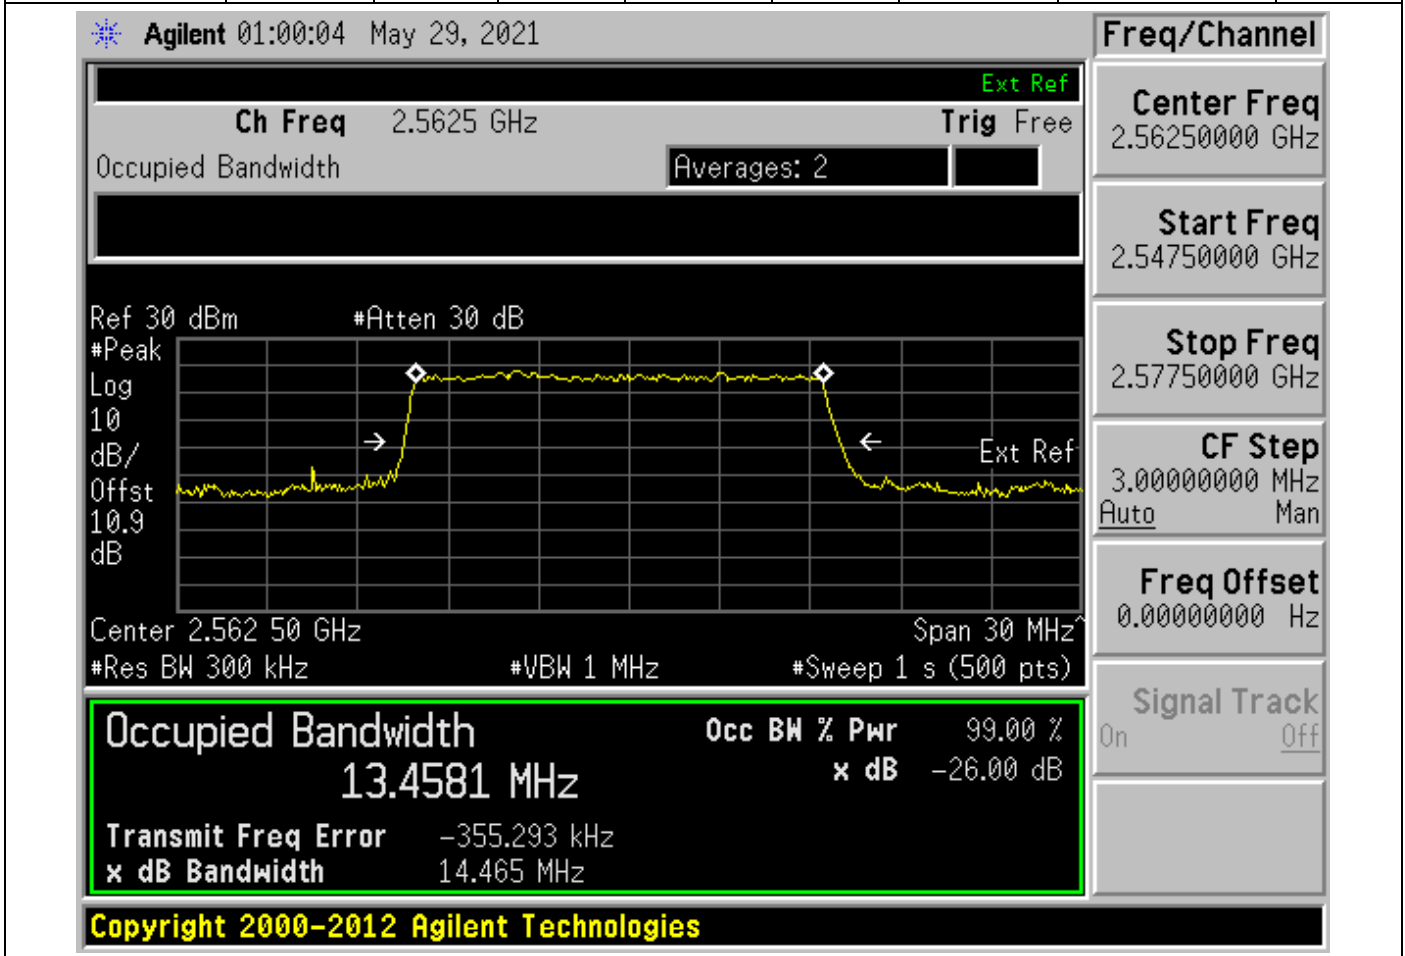 Agilent 01:00:04 May 29, 2021
Freq/Channel
Ext Ref
Ch Freq 2.5625 GHz Trig Free
Occupied Bandwidth Averages: 2
Center Freq
2.56250000 GHz
Start Freq
2.54750000 GHz
Stop Freq
2.57750000 GHz
CF Step
3.00000000 MHz
Auto Man
Freq Offset
0.00000000 Hz
Signal Track
On Off
Ref 30 dBm #Atten 30 dB
#Peak
Log
10
dB/
Offst
10.9
dB
Ext Ref
Center 2.562 50 GHz Span 30 MHz^
#Res BW 300 kHz #VBW 1 MHz #Sweep 1 s (500 pts)
Occupied Bandwidth
13.4581 MHz
Occ BW % Pwr 99.00 %
x dB -26.00 dB
Transmit Freq Error -355.293 kHz
x dB Bandwidth 14.465 MHz
Copyright 2000-2012 Agilent Technologies